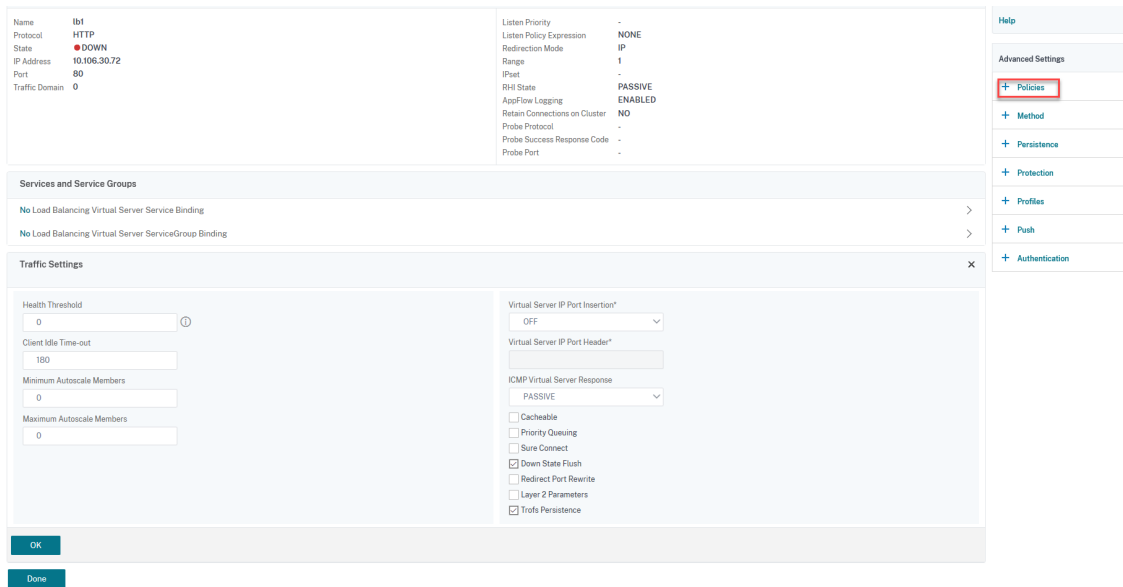 Name lb1
Protocol HTTP
State DOWN
IP Address 10.106.30.72
Port 80
Traffic Domain 0
Listen Priority -
Listen Policy Expression NONE
Redirection Mode IP
Range 1
IPset -
RHI State PASSIVE
AppFlow Logging ENABLED
Retain Connections on Cluster NO
Probe Protocol -
Probe Success Response Code -
Probe Port -
Services and Service Groups
No Load Balancing Virtual Server Service Binding
No Load Balancing Virtual Server ServiceGroup Binding
Traffic Settings
Health Threshold
0
Client Idle Time-out
180
Minimum Autoscale Members
0
Maximum Autoscale Members
0
Virtual Server IP Port Insertion*
OFF
Virtual Server IP Port Header*
ICMP Virtual Server Response
PASSIVE
Cacheable
Priority Queuing
Sure Connect
Down State Flush
Redirect Port Rewrite
Layer 2 Parameters
Trofs Persistence
OK
Done
Help
Advanced Settings
+ Policies
+ Method
+ Persistence
+ Protection
+ Profiles
+ Push
+ Authentication